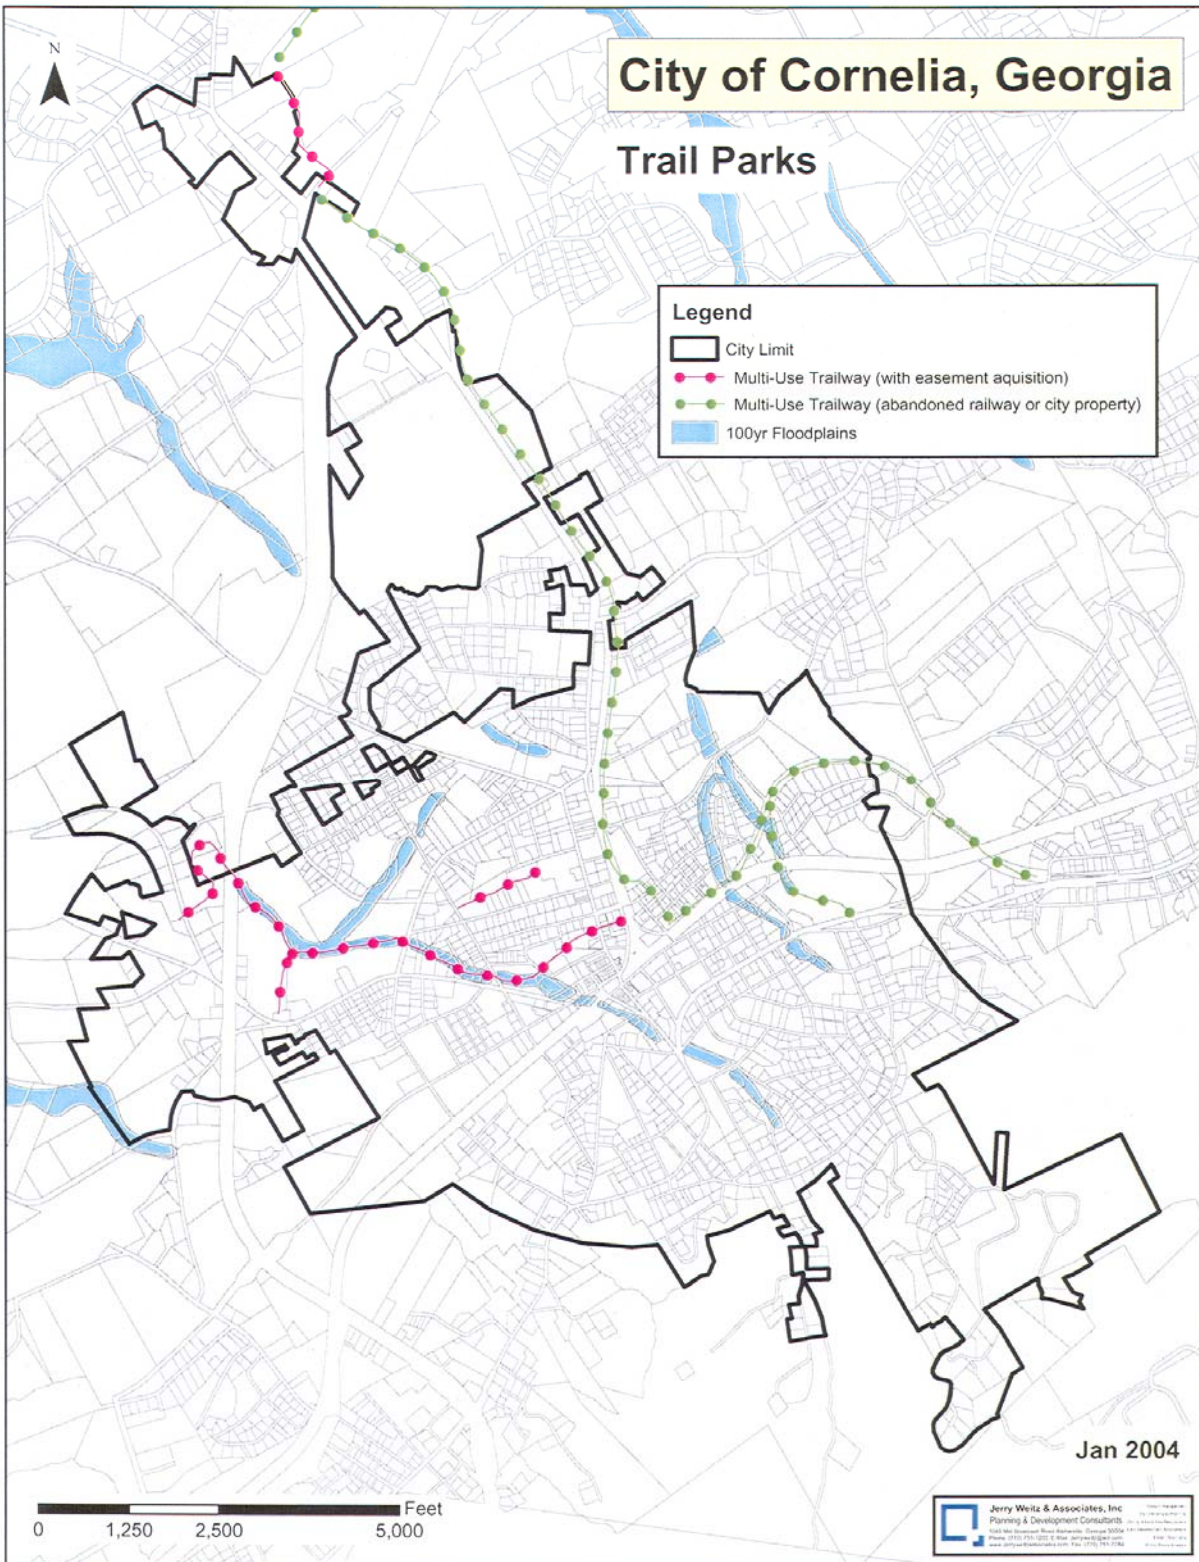 N
City of Cornelia, Georgia
Trail Parks
Legend
City Limit
Multi-Use Trailway (with easement aquisition)
Multi-Use Trailway (abandoned railway or city property)
100yr Floodplains
Jan 2004
Feet
0 1,250 2,500 5,000
Jerry Weitz & Associates, Inc
Planning & Development Consultants